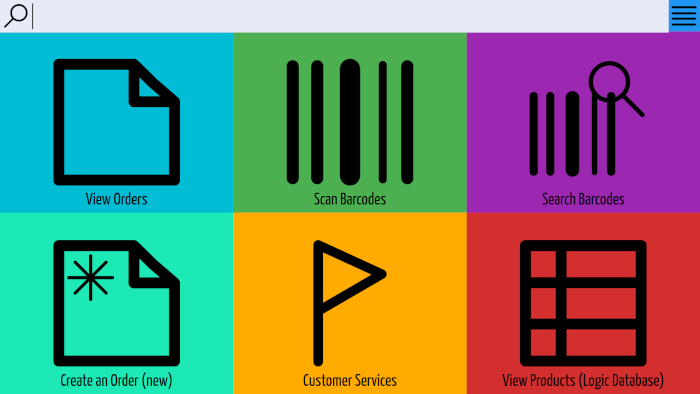 View Orders
Scan Barcodes
Search Barcodes
Create an Order (new)
Customer Services
View Products (Logic Database)